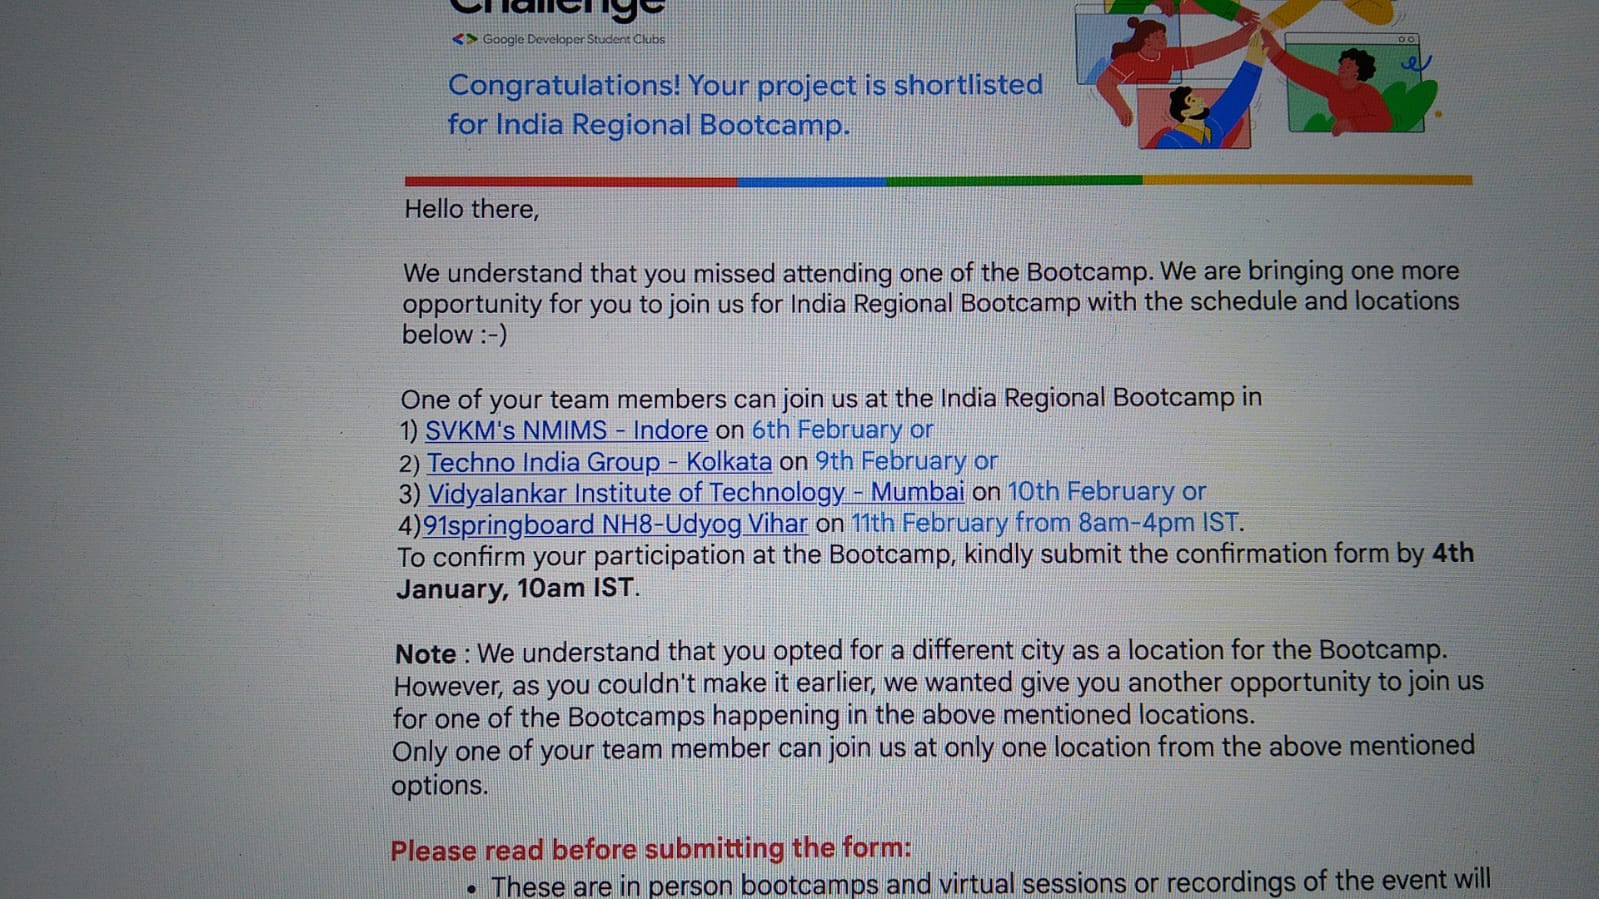 Challenge
Google Developer Student Clubs
Congratulations! Your project is shortlisted
for India Regional Bootcamp.
Hello there,
We understand that you missed attending one of the Bootcamp. We are bringing one more
opportunity for you to join us for India Regional Bootcamp with the schedule and locations
below :-)
One of your team members can join us at the India Regional Bootcamp in
1) SVKM's NMIMS - Indore on 6th February or
2) Techno India Group - Kolkata on 9th February or
3) Vidyalankar Institute of Technology - Mumbai on 10th February or
4)91springboard NH8-Udyog Vihar on 11th February from 8am-4pm IST.
To confirm your participation at the Bootcamp, kindly submit the confirmation form by 4th
January, 10am IST.
Note : We understand that you opted for a different city as a location for the Bootcamp.
However, as you couldn't make it earlier, we wanted give you another opportunity to join us
for one of the Bootcamps happening in the above mentioned locations.
Only one of your team member can join us at only one location from the above mentioned
options.
Please read before submitting the form:
• These are in person bootcamps and virtual sessions or recordings of the event will